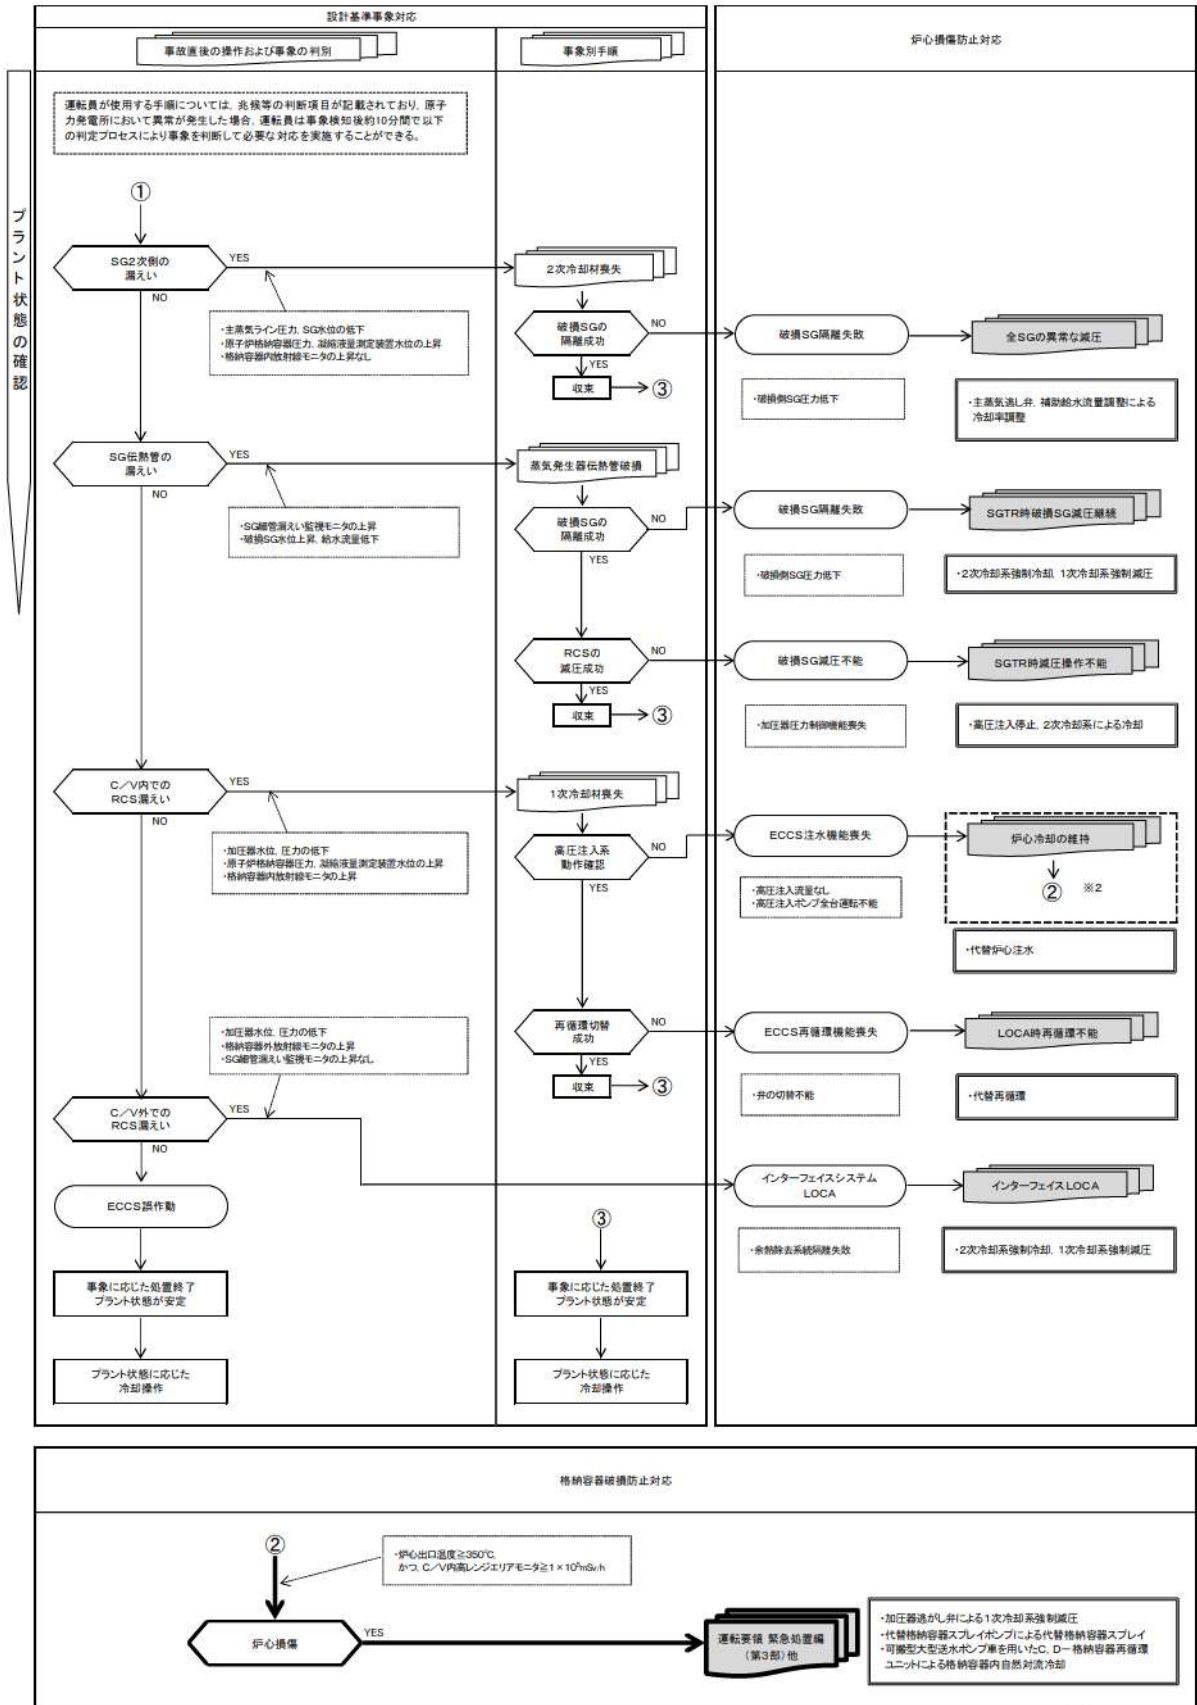 設計基準事象対応
事故直後の操作および事象の判別
事象別手順
炉心損傷防止対応
プラント状態の確認
運転員が使用する手順については、兆候等の判断項目が記載されており、原子
力発電所において異常が発生した場合、運転員は事象検知後約10分間で以下
の判定プロセスにより事象を判断して必要な対応を実施することができる。
①
SG2次側の
漏えい
YES
NO
・主蒸気ライン圧力、SG水位の低下
・原子炉格納容器圧力、凝縮液量測定装置水位の上昇
・格納容器内放射線モニタの上昇なし
2次冷却材喪失
破損SGの
隔離成功
NO
YES
収束
③
破損SG隔離失敗
全SGの異常な減圧
・破損側SG圧力低下
・主蒸気逃し弁、補助給水流量調整による
冷却率調整
SG伝熱管の
漏えい
YES
NO
・SG細管漏えい監視モニタの上昇
・破損SG水位上昇、給水流量低下
蒸気発生器伝熱管破損
破損SGの
隔離成功
NO
YES
破損SG隔離失敗
SGTR時破損SG減圧継続
・破損側SG圧力低下
・2次冷却系強制冷却、1次冷却系強制減圧
RCSの
減圧成功
NO
YES
収束
③
破損SG減圧不能
SGTR時減圧操作不能
・加圧器圧力制御機能喪失
・高圧注入停止、2次冷却系による冷却
C/V内での
RCS漏えい
YES
NO
・加圧器水位、圧力の低下
・原子炉格納容器圧力、凝縮液量測定装置水位の上昇
・格納容器内放射線モニタの上昇
1次冷却材喪失
高圧注入系
動作確認
NO
YES
ECCS注水機能喪失
炉心冷却の維持
② ※2
・高圧注入流量なし
・高圧注入ポンプ全台運転不能
・代替炉心注水
再循環切替
成功
NO
YES
収束
③
ECCS再循環機能喪失
LOCA時再循環不能
・弁の切替不能
・代替再循環
・加圧器水位、圧力の低下
・格納容器外放射線モニタの上昇
・SG細管漏えい監視モニタの上昇なし
C/V外での
RCS漏えい
YES
NO
インターフェイスシステム
LOCA
インターフェイスLOCA
・余熱除去系統隔離失敗
・2次冷却系強制冷却、1次冷却系強制減圧
ECCS誤作動
事象に応じた処置終了
プラント状態が安定
プラント状態に応じた
冷却操作
③
事象に応じた処置終了
プラント状態が安定
プラント状態に応じた
冷却操作
格納容器破損防止対応
②
・炉心出口温度≧350℃、
かつ、C/V内高レンジエリアモニタ≧1×10⁵mSv/h
炉心損傷
YES
運転要領 緊急処置編
(第3部)他
・加圧器逃がし弁による1次冷却系強制減圧
・代替格納容器スプレイポンプによる代替格納容器スプレイ
・可搬型大型送水ポンプ車を用いたC、D-格納容器再循環
ユニットによる格納容器内自然対流冷却